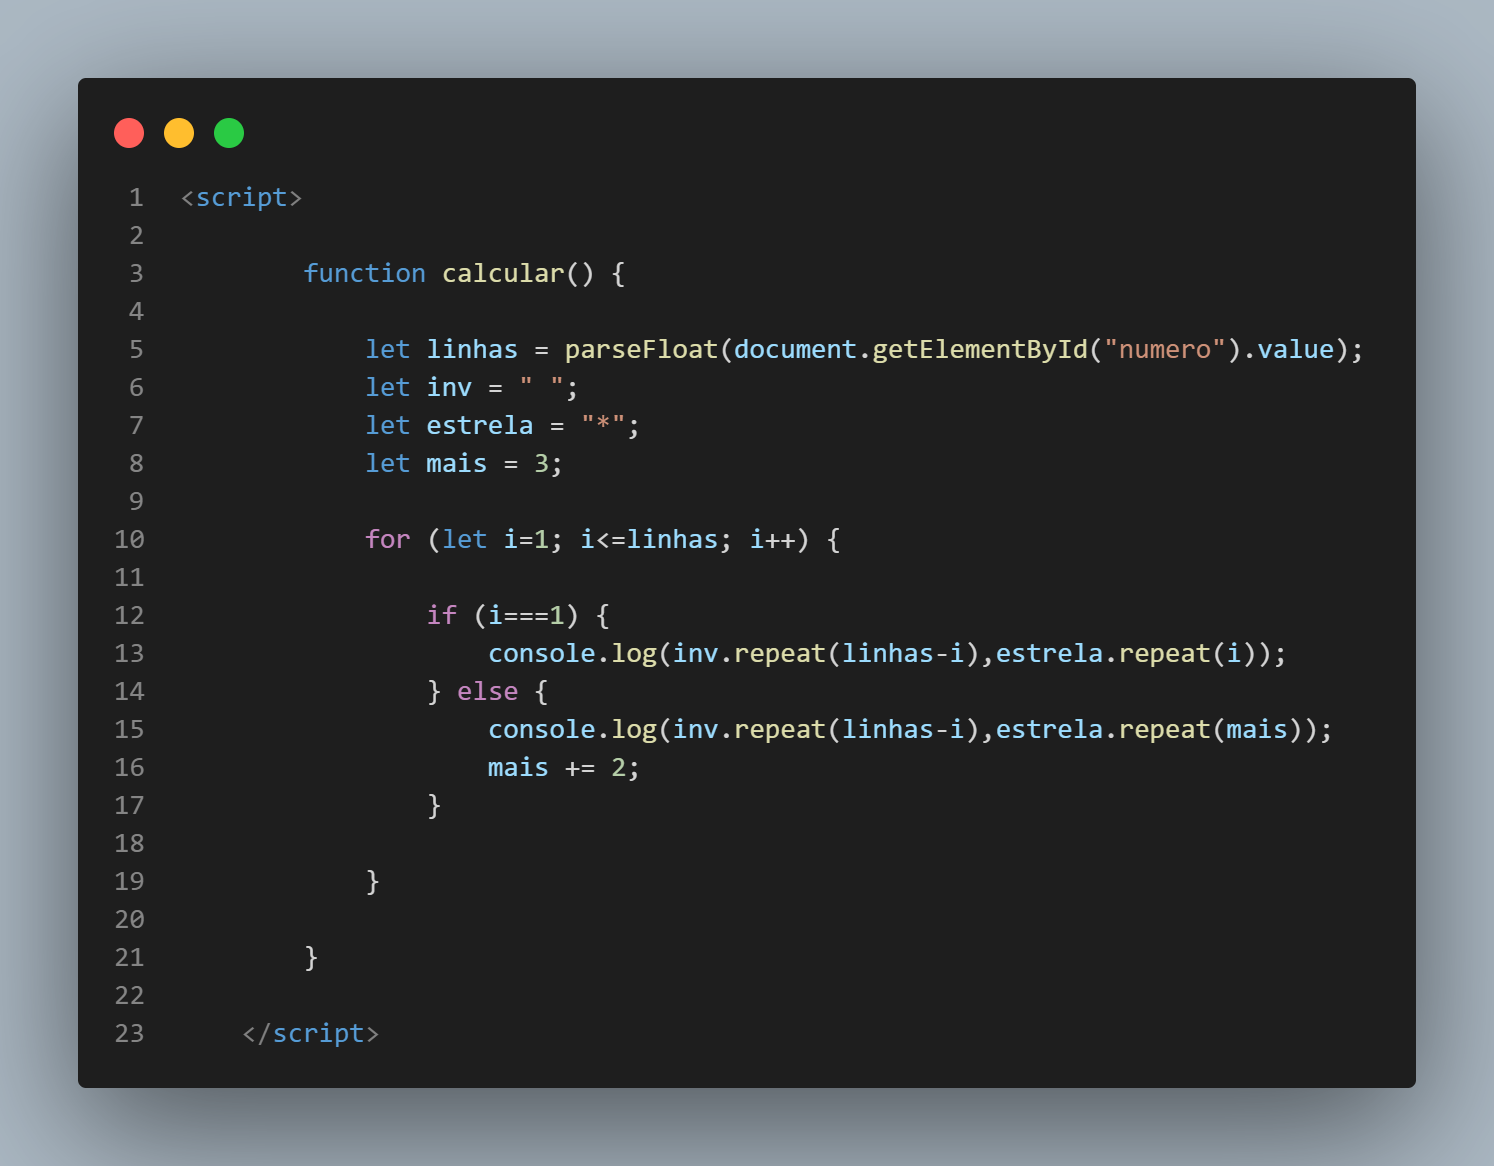 1 <script>
2
3         function calcular() {
4
5             let linhas = parseFloat(document.getElementById("numero").value);
6             let inv = " ";
7             let estrela = "*";
8             let mais = 3;
9
10             for (let i=1; i<=linhas; i++) {
11
12                 if (i===1) {
13                     console.log(inv.repeat(linhas-i),estrela.repeat(i));
14                 } else {
15                     console.log(inv.repeat(linhas-i),estrela.repeat(mais));
16                     mais += 2;
17                 }
18
19             }
20
21         }
22
23     </script>